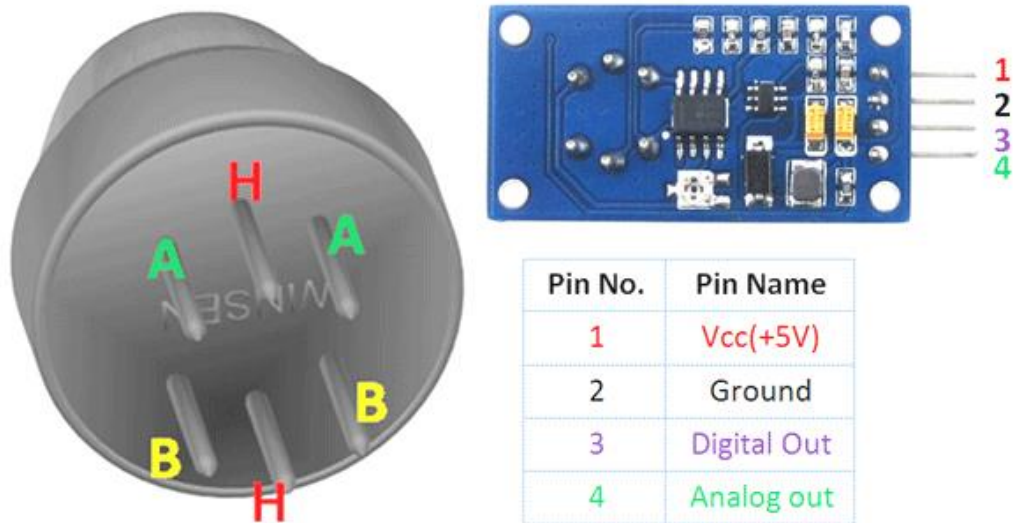 H
A
A
WINSEN
B
B
H
1
2
3
4
Pin No. Pin Name
1 Vcc(+5V)
2 Ground
3 Digital Out
4 Analog out